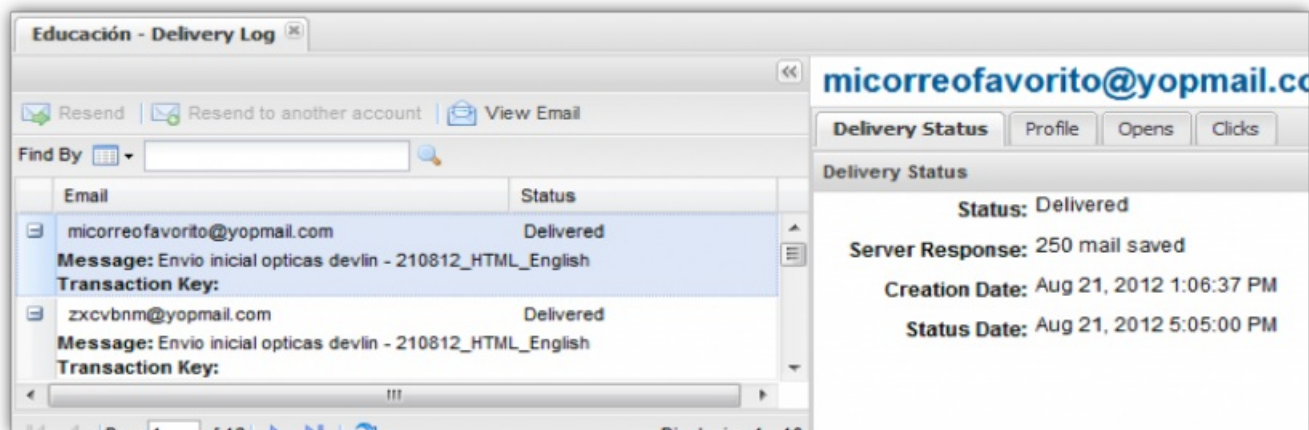 Educación - Delivery Log
Resend Resend to another account View Email
Find By
Email Status
micorreofavorito@yopmail.com Delivered
Message: Envio inicial opticas devlin - 210812_HTML_English
Transaction Key:
zxcvbnm@yopmail.com Delivered
Message: Envio inicial opticas devlin - 210812_HTML_English
Transaction Key:
micorreofavorito@yopmail.co
Delivery Status Profile Opens Clicks
Delivery Status
Status: Delivered
Server Response: 250 mail saved
Creation Date: Aug 21, 2012 1:06:37 PM
Status Date: Aug 21, 2012 5:05:00 PM